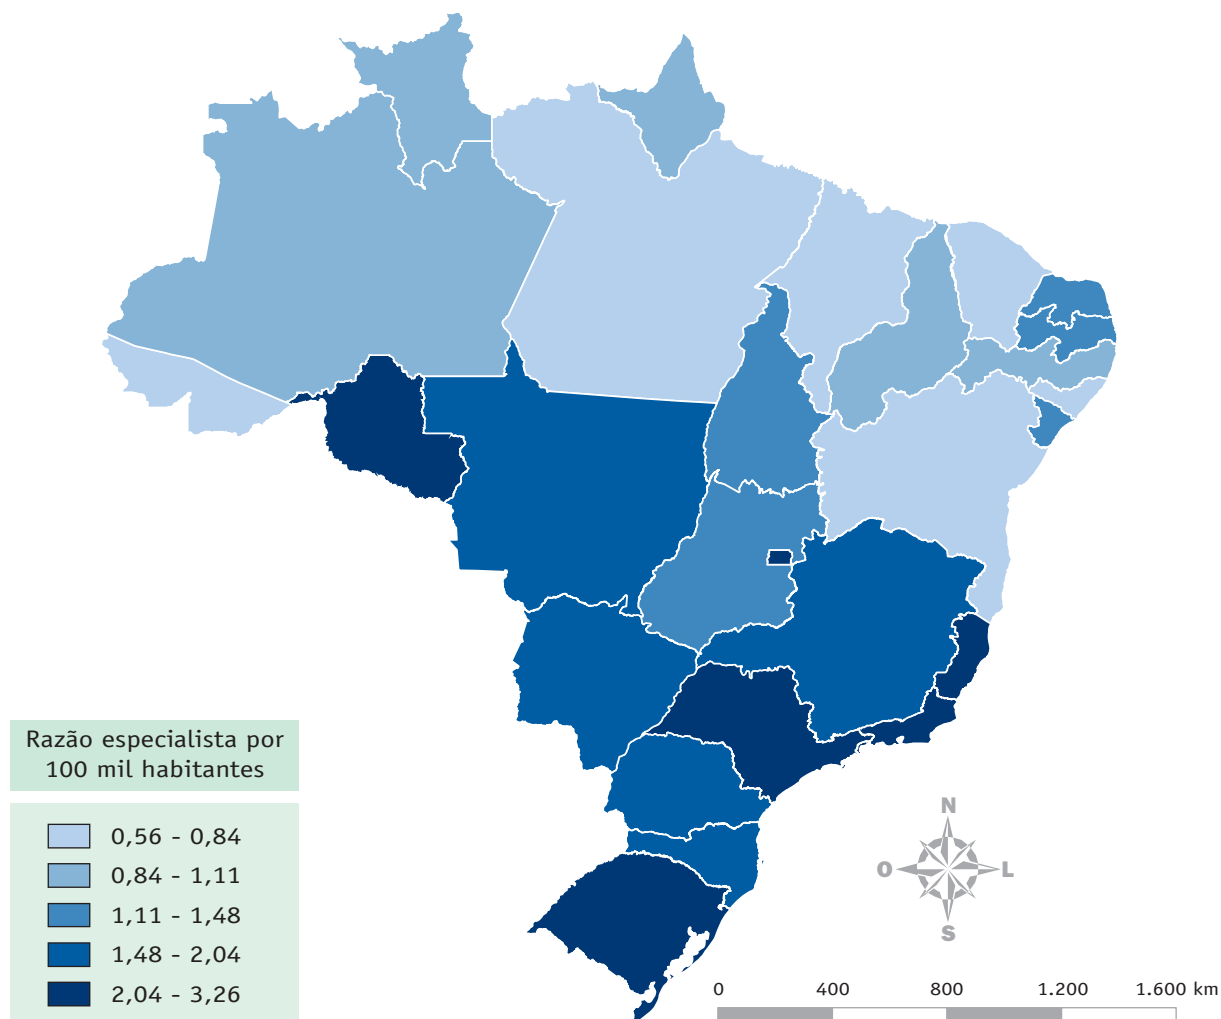 Razão especialista por
100 mil habitantes
0,56 - 0,84
0,84 - 1,11
1,11 - 1,48
1,48 - 2,04
2,04 - 3,26
N
O
L
S
0 400 800 1.200 1.600 km